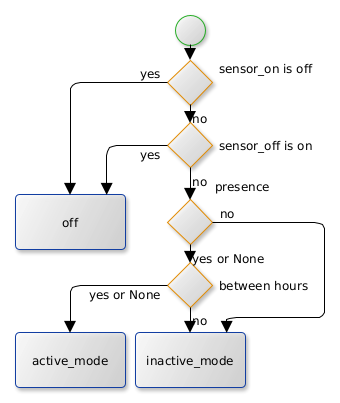 yes
sensor_on is off
no
yes
sensor_off is on
no
presence
no
off
yes or None
yes or None
between hours
no
active_mode
inactive_mode